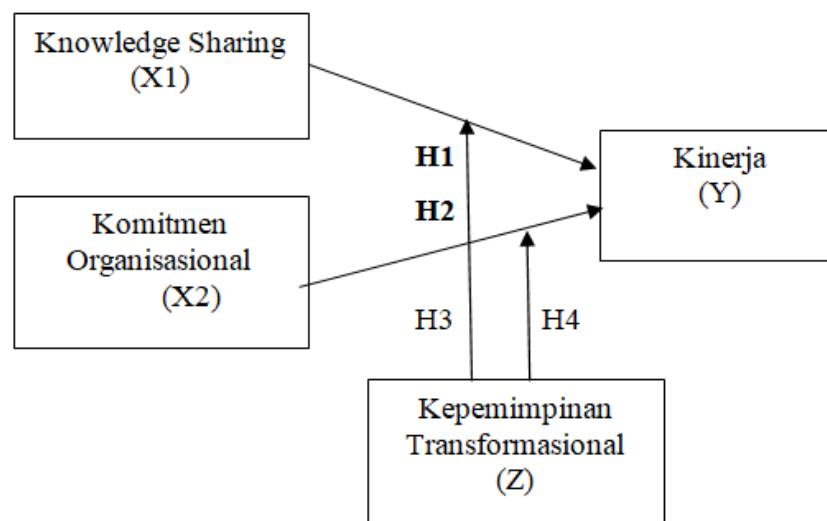 Knowledge Sharing
(X1)
H1
Kinerja
(Y)
Komitmen
Organisasional
(X2)
H2
H3
H4
Kepemimpinan
Transformasional
(Z)